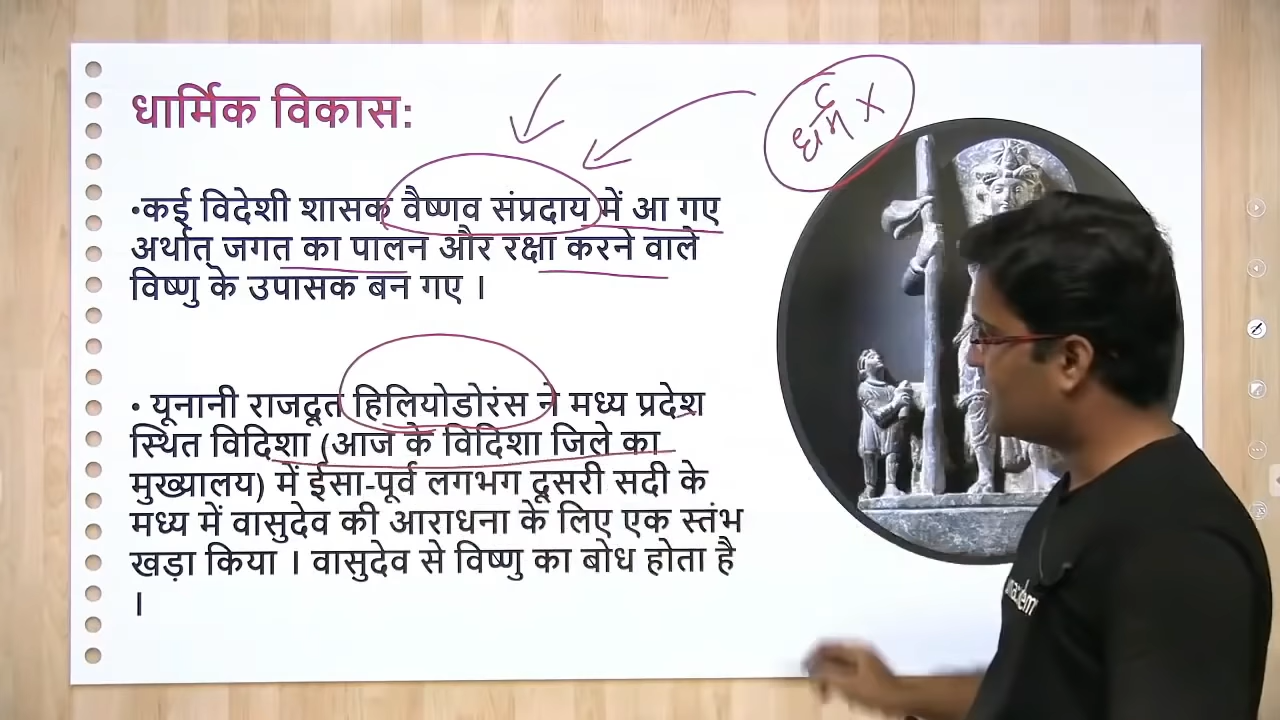 धार्मिक विकास:
धर्म X
•कई विदेशी शासक वैष्णव संप्रदाय में आ गए
अर्थात् जगत का पालन और रक्षा करने वाले
विष्णु के उपासक बन गए ।
• यूनानी राजदूत हिलियोडोरंस ने मध्य प्रदेश
स्थित विदिशा (आज के विदिशा जिले का
मुख्यालय) में ईसा-पूर्व लगभग दूसरी सदी के
मध्य में वासुदेव की आराधना के लिए एक स्तंभ
खड़ा किया । वासुदेव से विष्णु का बोध होता है
।